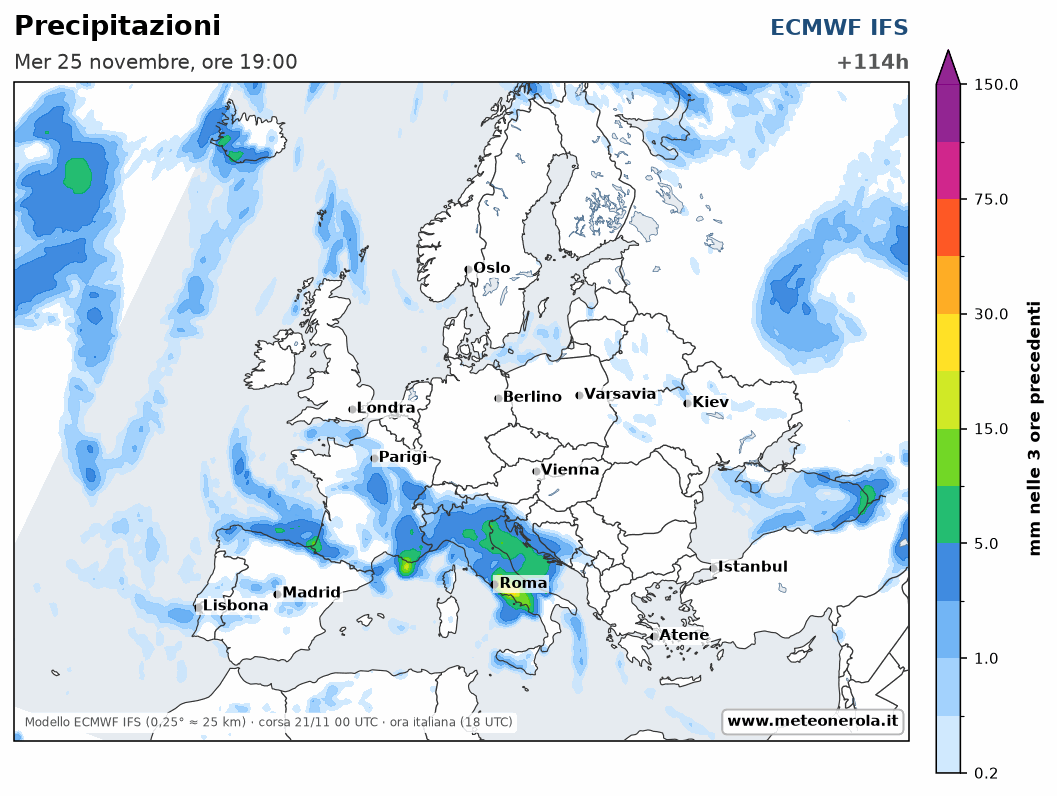 Precipitazioni
ECMWF IFS
Mer 25 novembre, ore 19:00
+114h
150.0
75.0
30.0
15.0
5.0
1.0
0.2
mm nelle 3 ore precedenti
Oslo
Londra
Berlino
Varsavia
Kiev
Parigi
Vienna
Istanbul
Roma
Madrid
Lisbona
Atene
Modello ECMWF IFS (0,25° ≈ 25 km) · corsa 21/11 00 UTC · ora italiana (18 UTC)
www.meteonerola.it